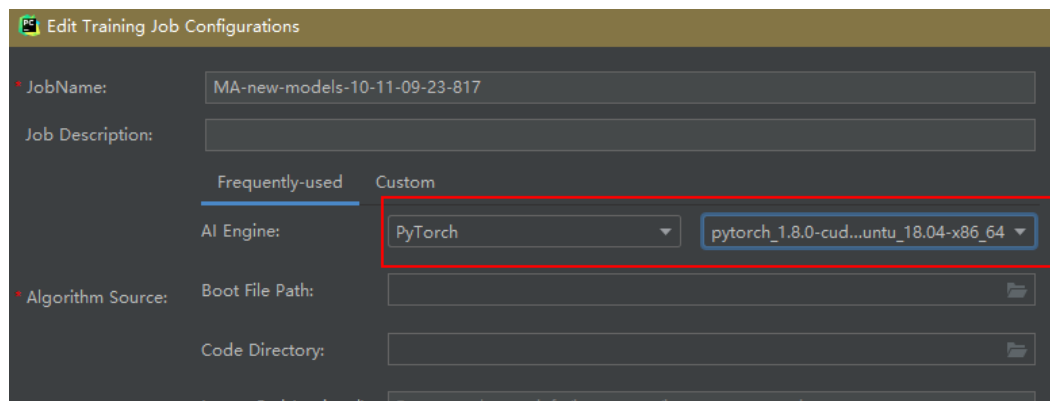 PC
Edit Training Job Configurations
* JobName:
MA-new-models-10-11-09-23-817
Job Description:
Frequently-used Custom
AI Engine:
PyTorch
pytorch_1.8.0-cud...untu_18.04-x86_64
* Algorithm Source:
Boot File Path:
Code Directory: